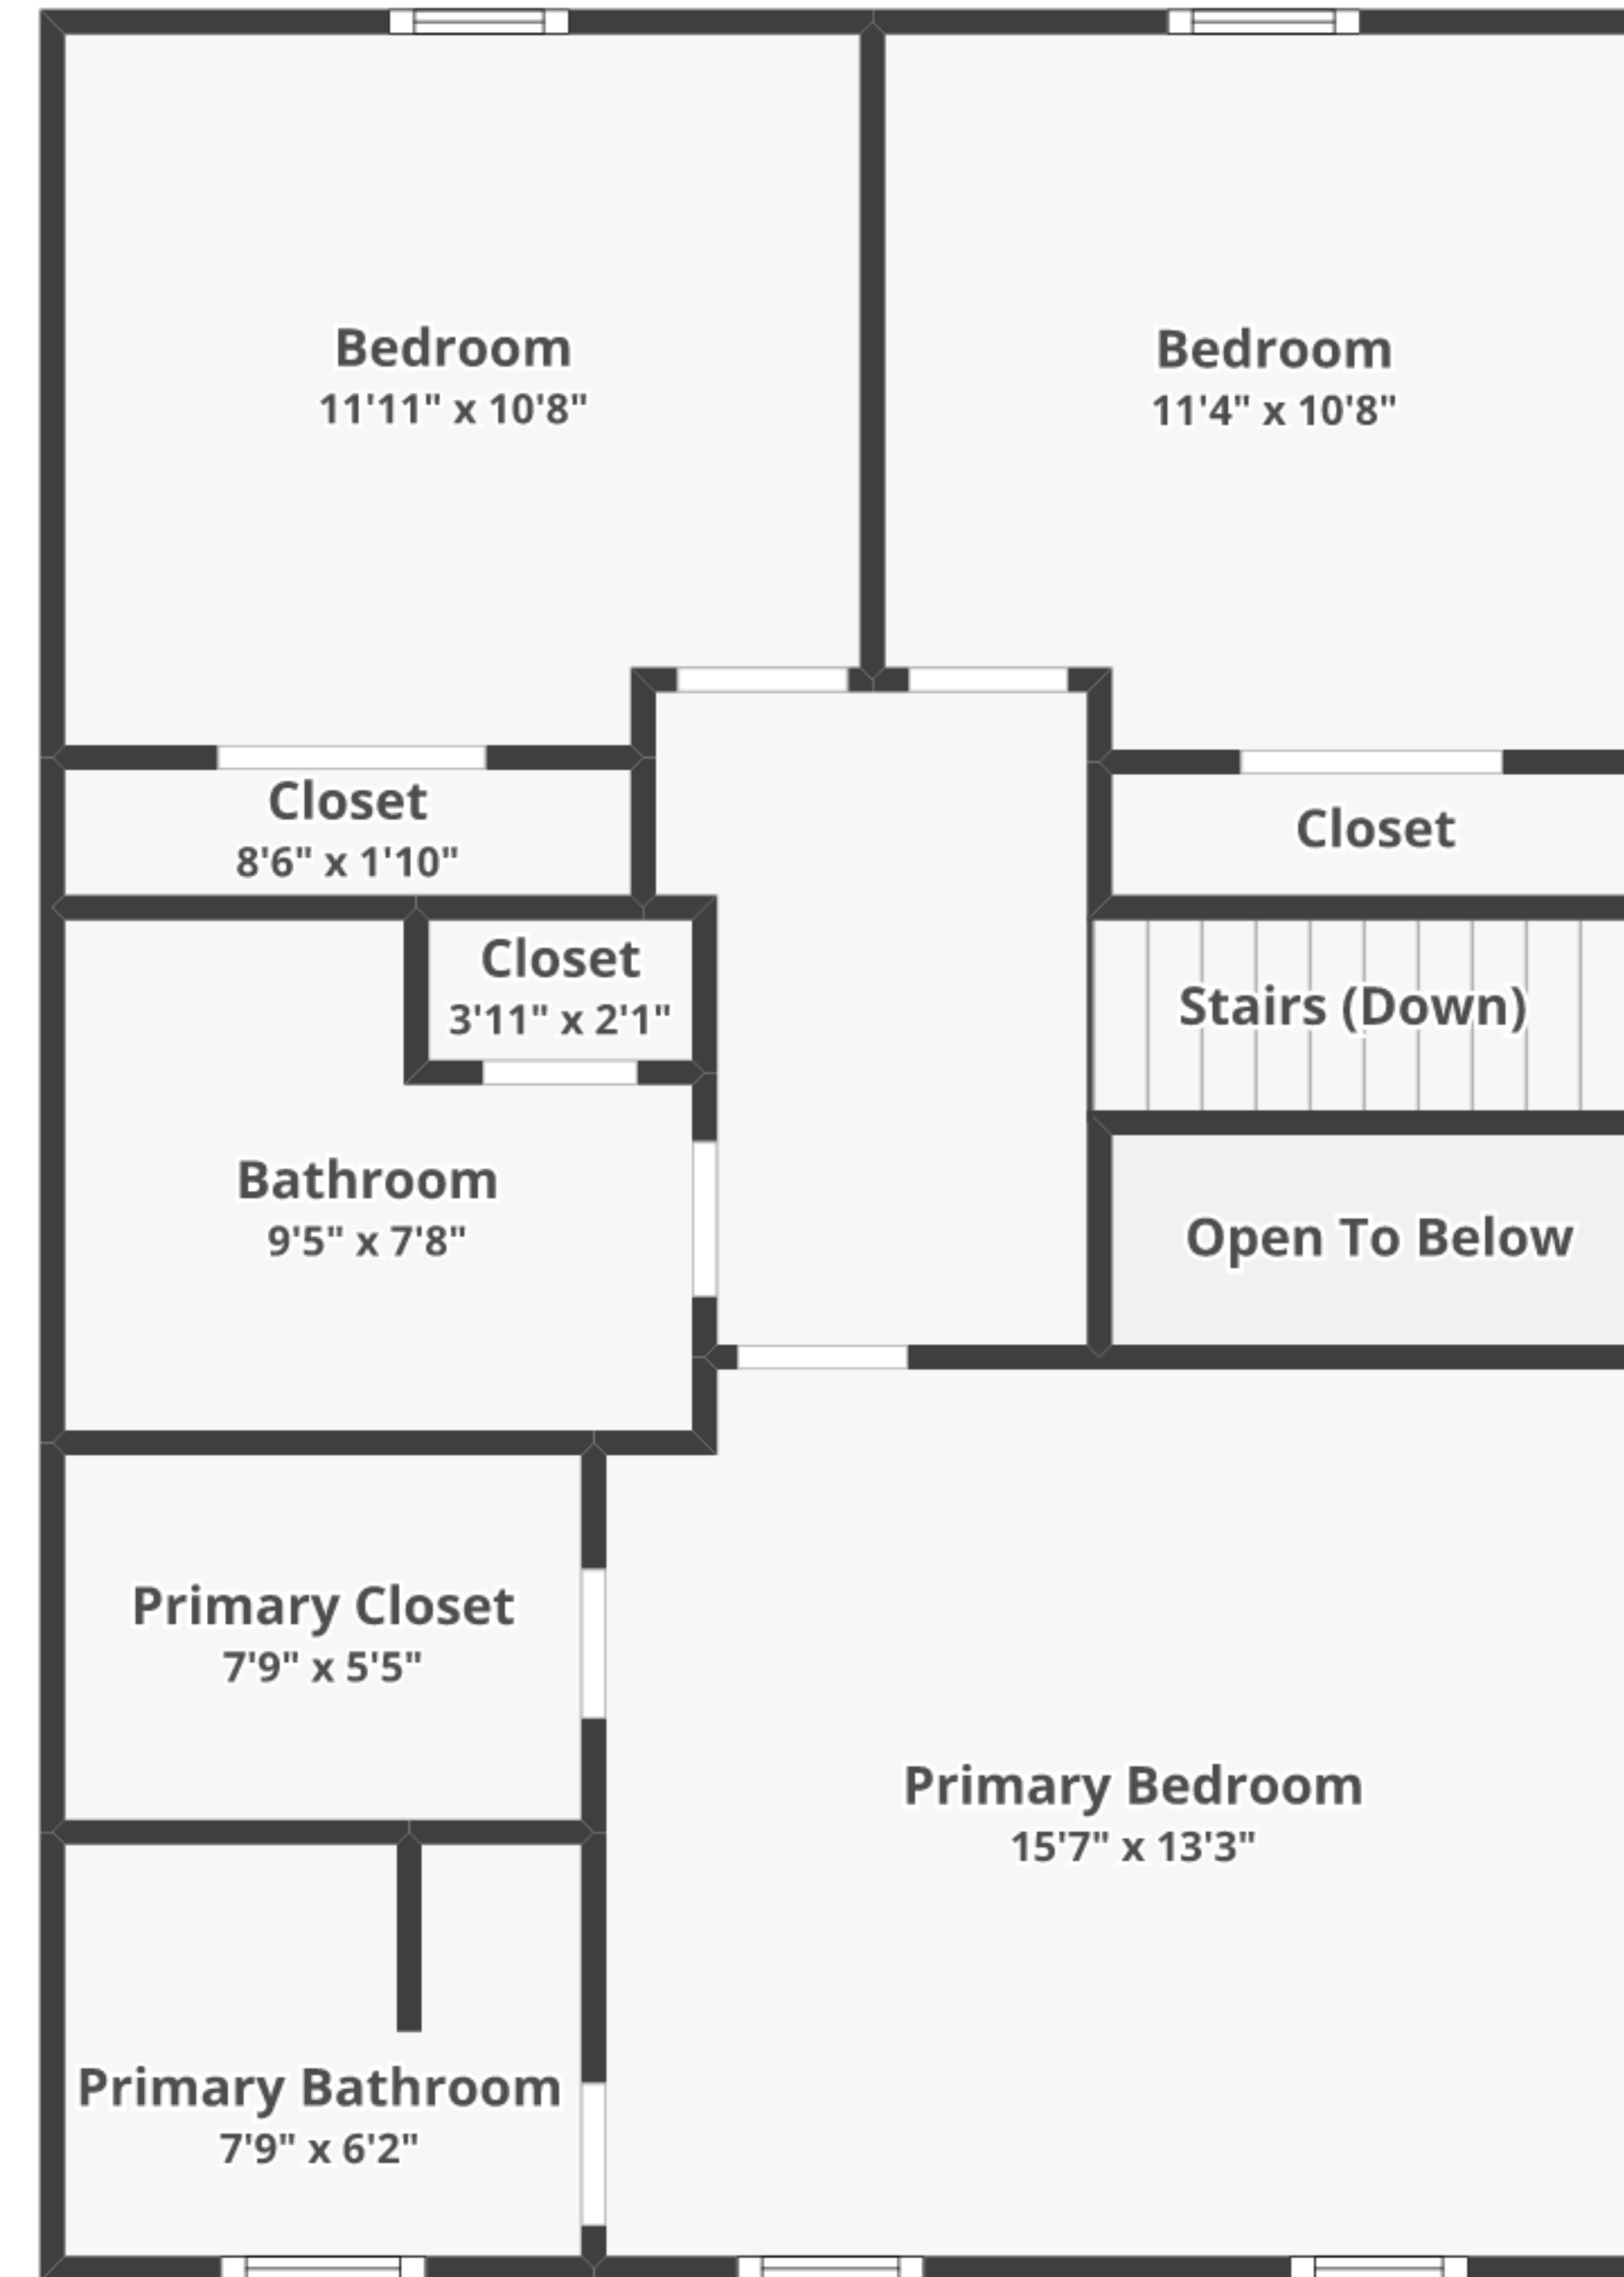 Bedroom
11'11" x 10'8"
Bedroom
11'4" x 10'8"
Closet
8'6" x 1'10"
Closet
Closet
3'11" x 2'1"
Stairs (Down)
Bathroom
9'5" x 7'8"
Open To Below
Primary Closet
7'9" x 5'5"
Primary Bedroom
15'7" x 13'3"
Primary Bathroom
7'9" x 6'2"